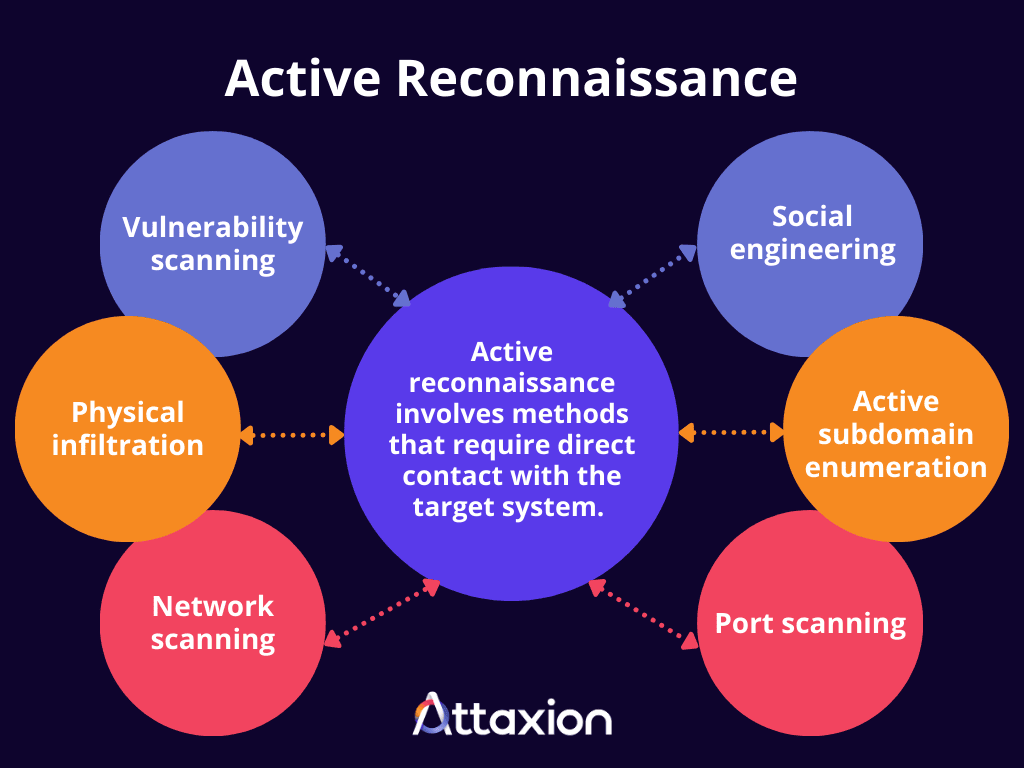 Active Reconnaissance
Vulnerability
scanning
Social
engineering
Physical
infiltration
Active
reconnaissance
involves methods
that require direct
contact with the
target system.
Active
subdomain
enumeration
Network
scanning
Port scanning
Attaxion